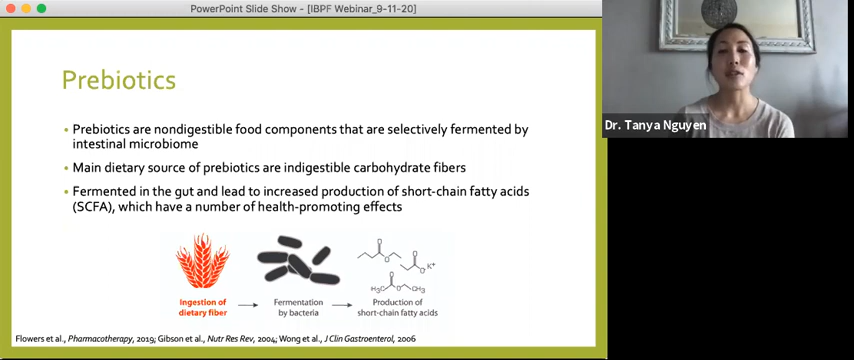 PowerPoint Slide Show - [IBPF Webinar_9-11-20]
Prebiotics
• Prebiotics are nondigestible food components that are selectively fermented by
intestinal microbiome
• Main dietary source of prebiotics are indigestible carbohydrate fibers
• Fermented in the gut and lead to increased production of short-chain fatty acids
(SCFA), which have a number of health-promoting effects
O
O
O
O K+
O
H₃C O CH₃
Ingestion of
dietary fiber
Fermentation
by bacteria
Production of
short-chain fatty acids
Flowers et al., Pharmacotherapy, 2019; Gibson et al., Nutr Res Rev, 2004; Wong et al., J Clin Gastroenterol, 2006
Dr. Tanya Nguyen